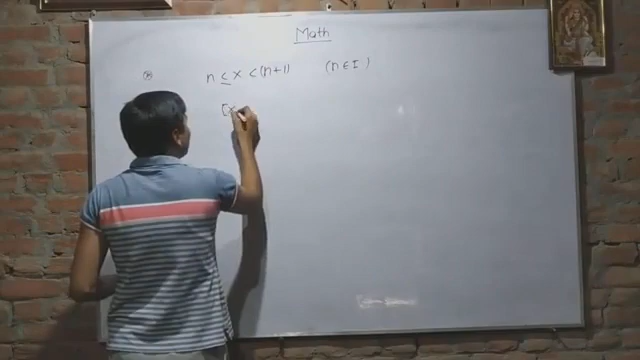 Math
n ≤ x < (n+1) (n ∈ I)
[x